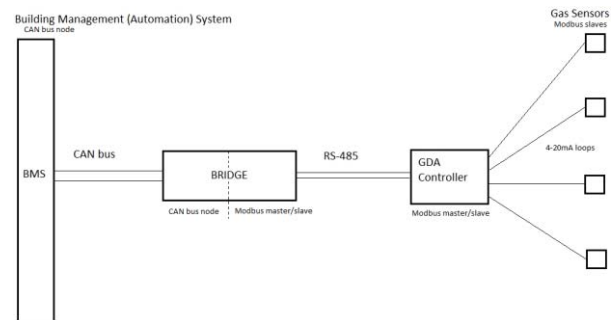 Building Management (Automation) System
CAN bus node
Gas Sensors
Modbus slaves
CAN bus
RS-485
4-20mA loops
BMS
BRIDGE
GDA
Controller
CAN bus node
Modbus master/slave
Modbus master/slave